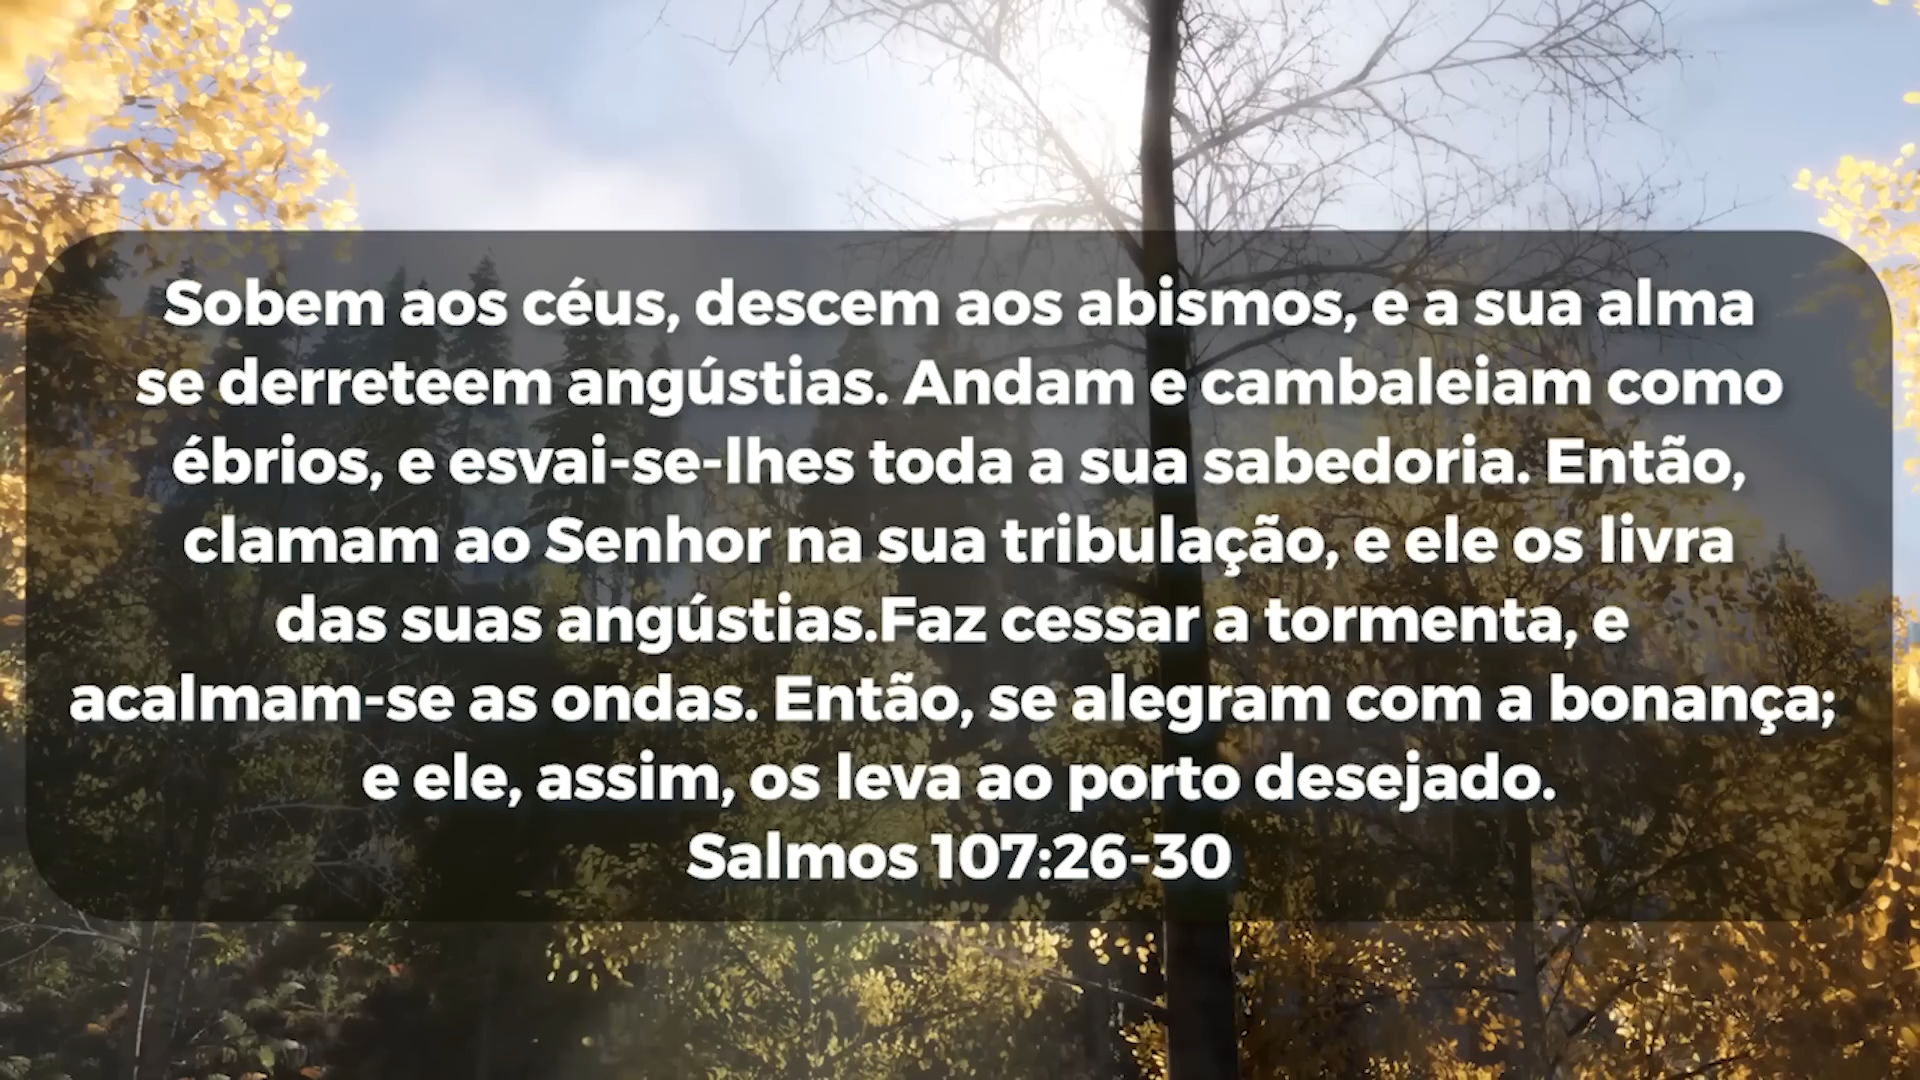 Sobem aos céus, descem aos abismos, e a sua alma
se derreteem angústias. Andam e cambaleiam como
ébrios, e esvai-se-lhes toda a sua sabedoria. Então,
clamam ao Senhor na sua tribulação, e ele os livra
das suas angústias.Faz cessar a tormenta, e
acalmam-se as ondas. Então, se alegram com a bonança;
e ele, assim, os leva ao porto desejado.
Salmos 107:26-30